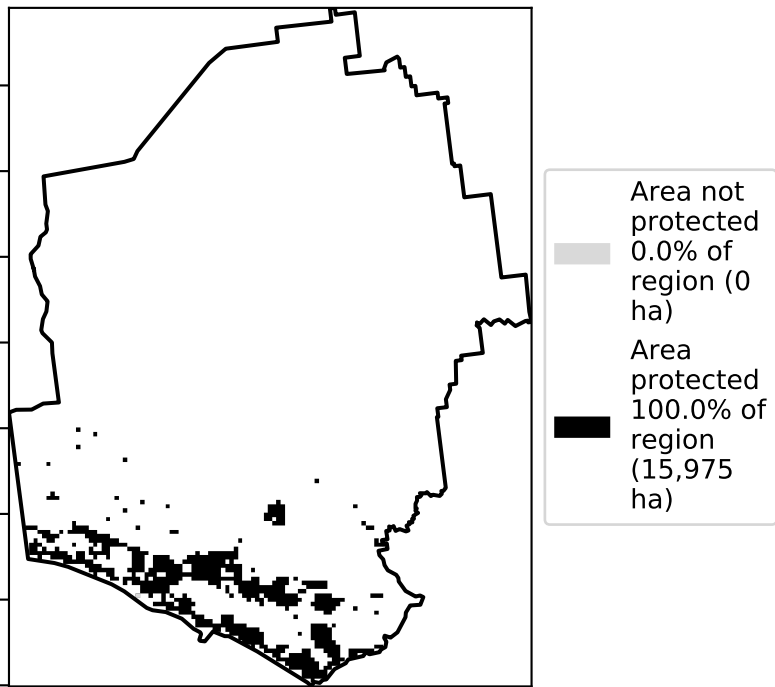 Area not
protected
0.0% of
region (0
ha)
Area
protected
100.0% of
region
(15,975
ha)